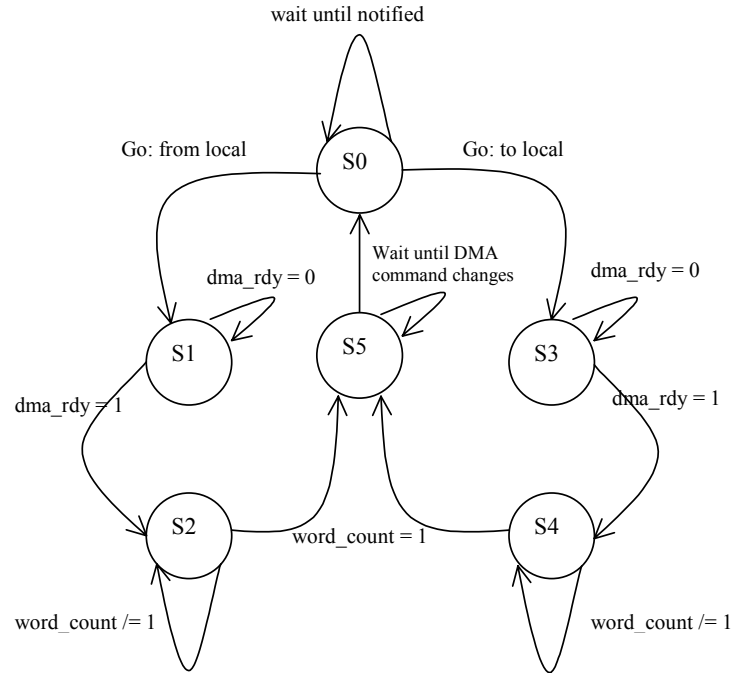 wait until notified
Go: from local
S0
Go: to local
dma_rdy = 0
Wait until DMA
command changes
dma_rdy = 0
S1
S5
S3
dma_rdy = 1
dma_rdy = 1
S2
word_count = 1
S4
word_count /= 1
word_count /= 1